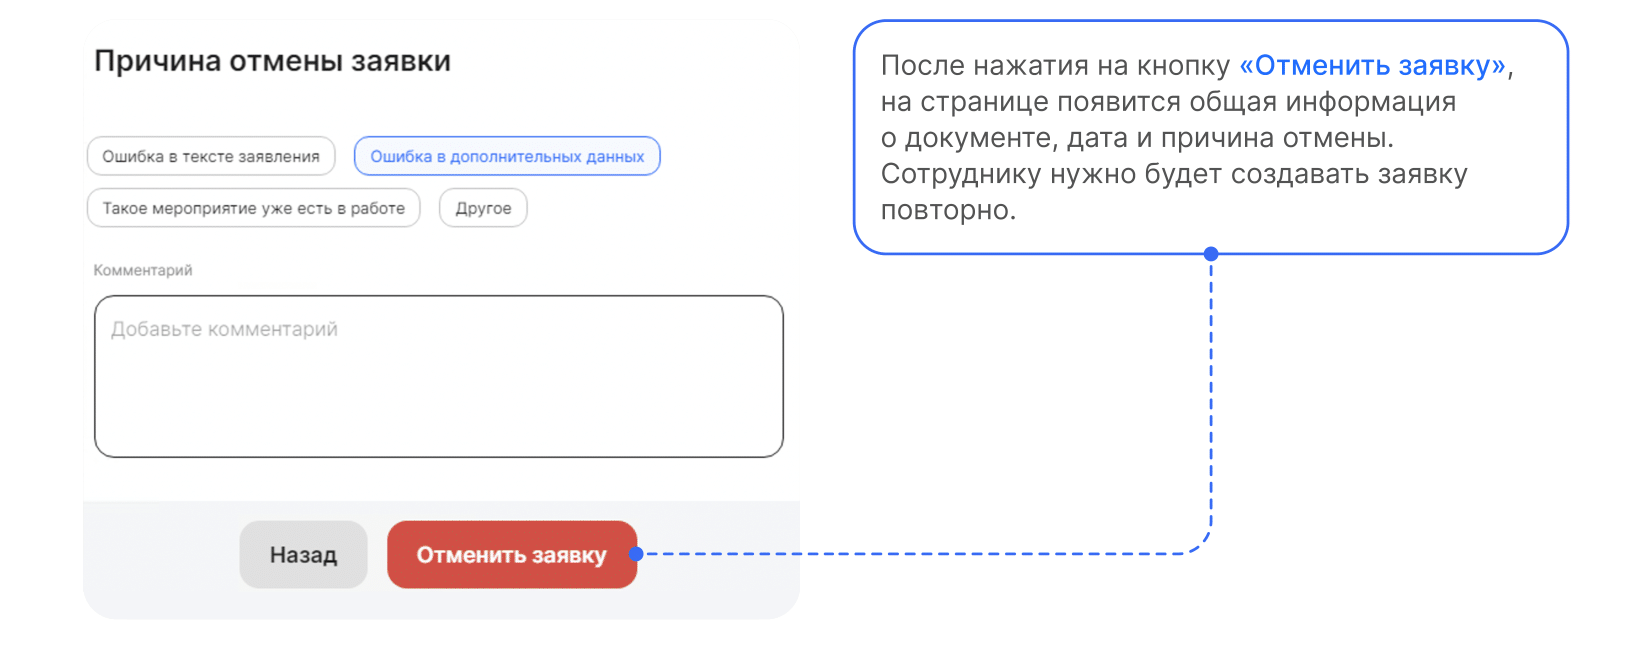 Причина отмены заявки
Ошибка в тексте заявления
Ошибка в дополнительных данных
Такое мероприятие уже есть в работе
Другое
Комментарий
Добавьте комментарий
Назад
Отменить заявку
После нажатия на кнопку «Отменить заявку»,
на странице появится общая информация
о документе, дата и причина отмены.
Сотруднику нужно будет создавать заявку
повторно.